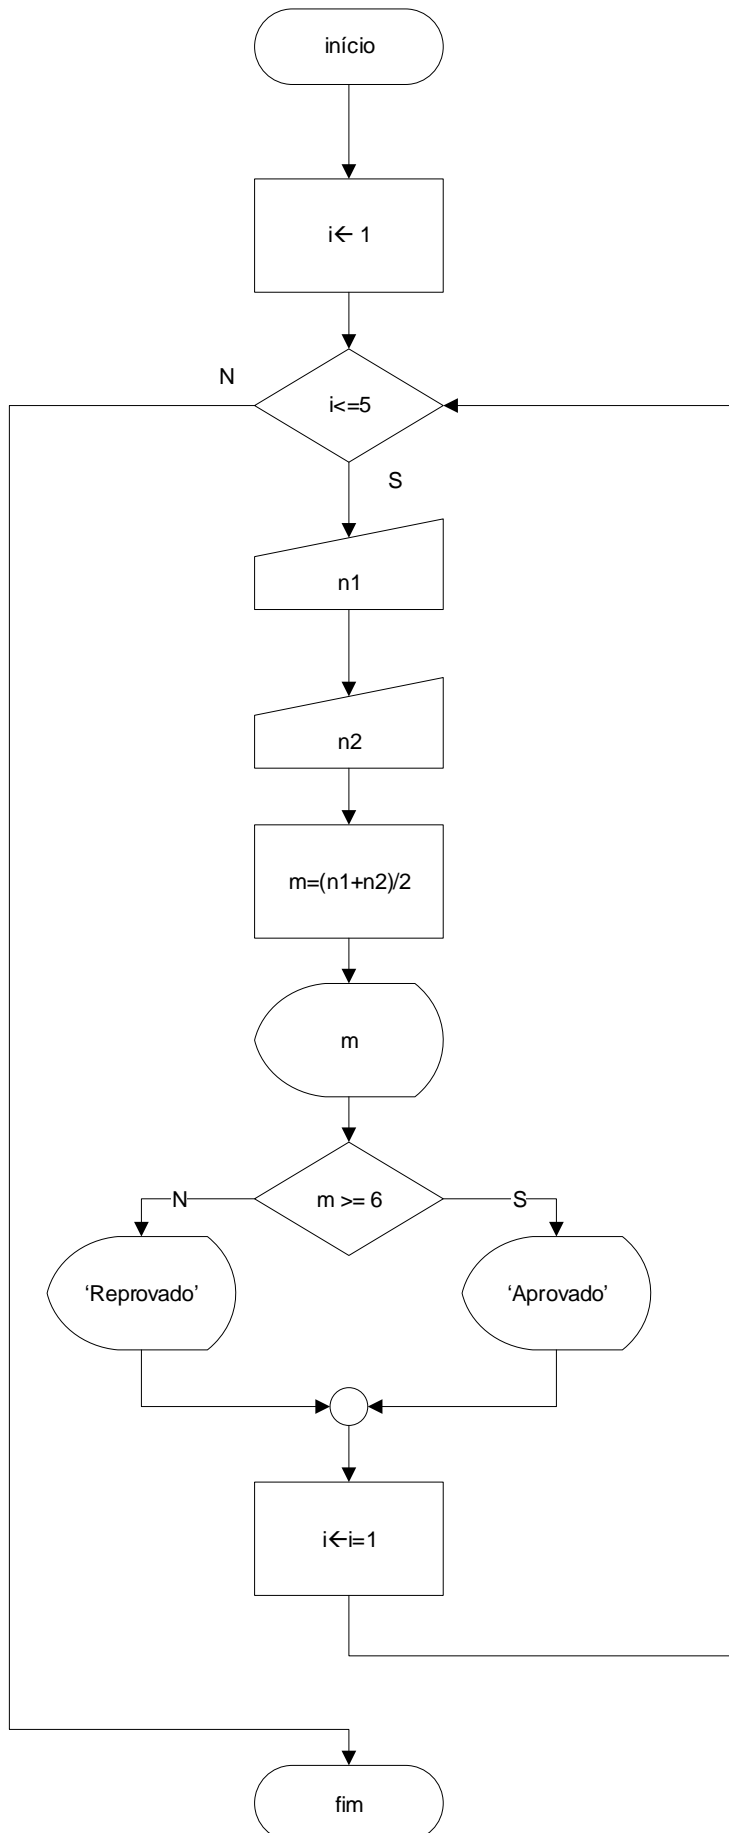 início
i← 1
N
i<=5
S
n1
n2
m=(n1+n2)/2
m
N
m >= 6
S
‘Reprovado’
‘Aprovado’
i←i=1
fim